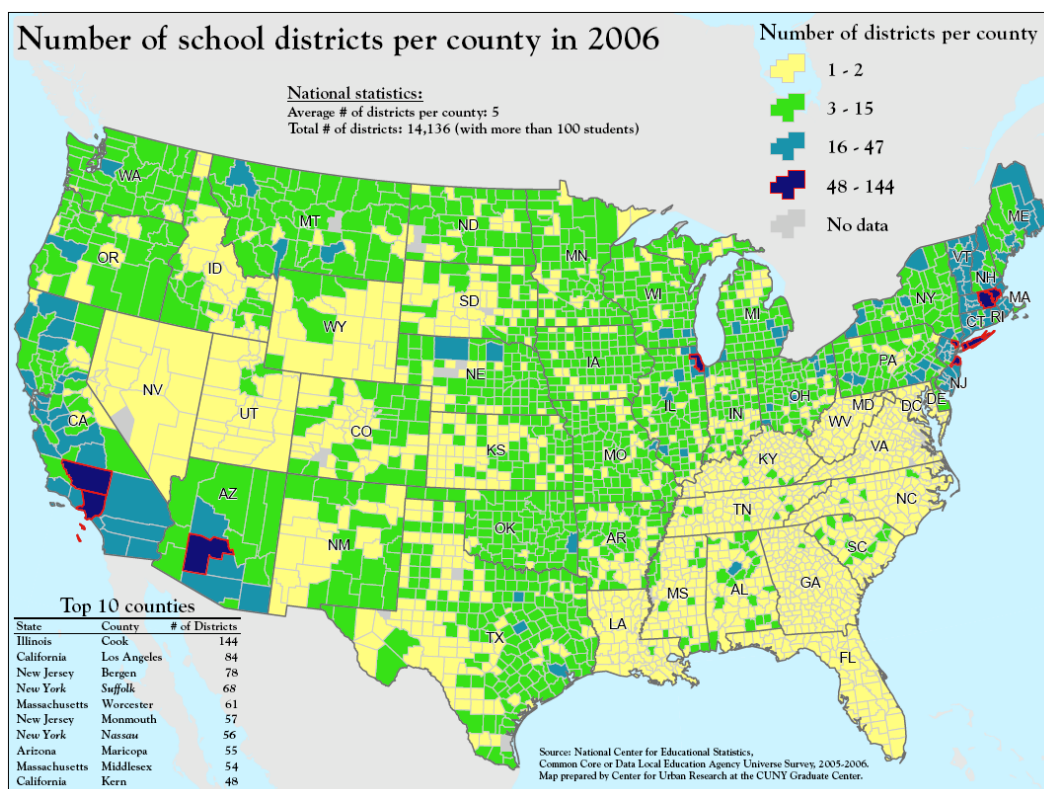 Number of school districts per county in 2006
National statistics:
Average # of districts per county: 5
Total # of districts: 14,136 (with more than 100 students)
Number of districts per county
1 - 2
3 - 15
16 - 47
48 - 144
No data
WA
OR
ID
MT
ND
MN
WI
MI
SD
WY
NE
IA
IL
IN
OH
PA
NY
VT
NH
ME
MA
CT
RI
NJ
DE
DC
MD
WV
VA
KY
NC
TN
SC
GA
AL
MS
FL
LA
AR
MO
KS
OK
TX
NM
CO
UT
NV
CA
AZ
Top 10 counties
State County # of Districts
Illinois Cook 144
California Los Angeles 84
New Jersey Bergen 78
New York Suffolk 68
Massachusetts Worcester 61
New Jersey Monmouth 57
New York Nassau 56
Arizona Maricopa 55
Massachusetts Middlesex 54
California Kern 48
Source: National Center for Educational Statistics,
Common Core or Data Local Education Agency Universe Survey, 2005-2006.
Map prepared by Center for Urban Research at the CUNY Graduate Center.